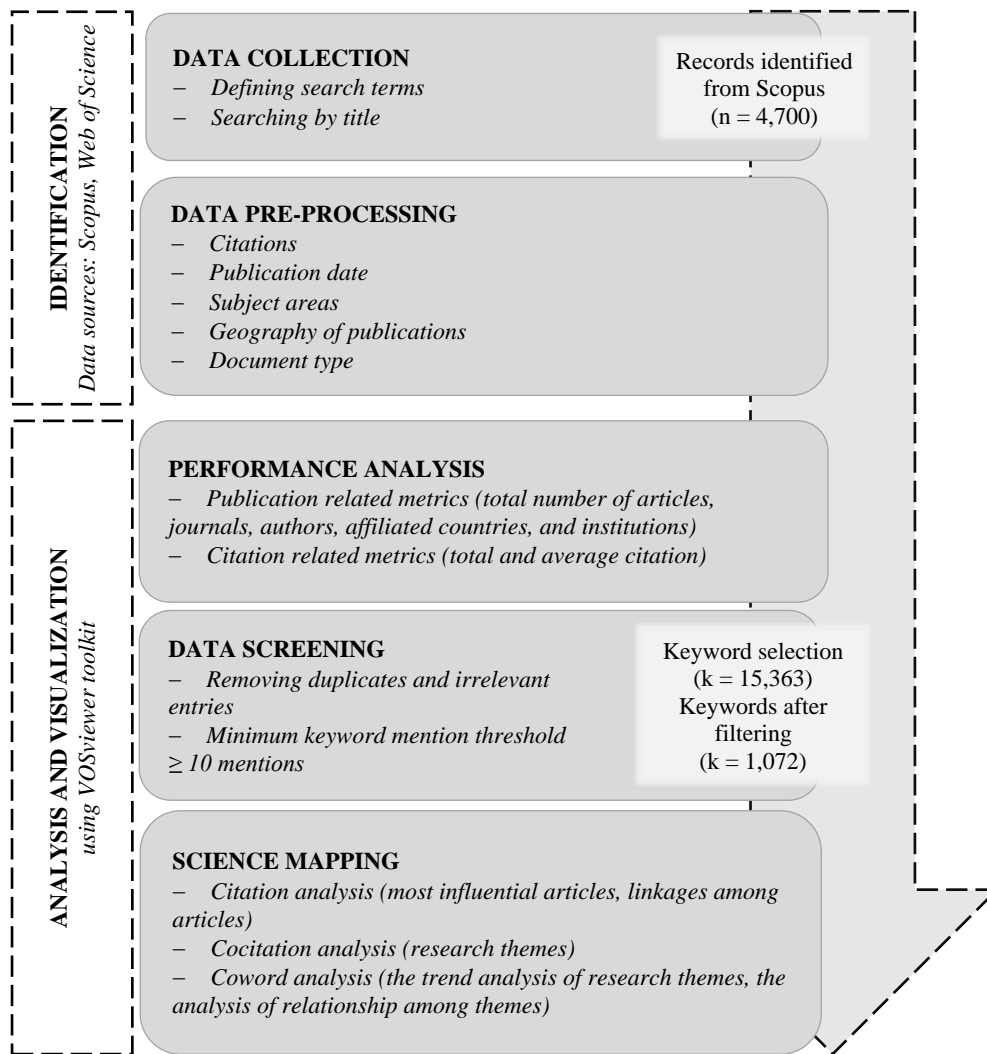 IDENTIFICATION
Data sources: Scopus, Web of Science
DATA COLLECTION
− Defining search terms
− Searching by title
Records identified
from Scopus
(n = 4,700)
DATA PRE-PROCESSING
− Citations
− Publication date
− Subject areas
− Geography of publications
− Document type
ANALYSIS AND VISUALIZATION
using VOSviewer toolkit
PERFORMANCE ANALYSIS
− Publication related metrics (total number of articles,
journals, authors, affiliated countries, and institutions)
− Citation related metrics (total and average citation)
DATA SCREENING
− Removing duplicates and irrelevant
entries
− Minimum keyword mention threshold
≥ 10 mentions
Keyword selection
(k = 15,363)
Keywords after
filtering
(k = 1,072)
SCIENCE MAPPING
− Citation analysis (most influential articles, linkages among
articles)
− Cocitation analysis (research themes)
− Coword analysis (the trend analysis of research themes, the
analysis of relationship among themes)